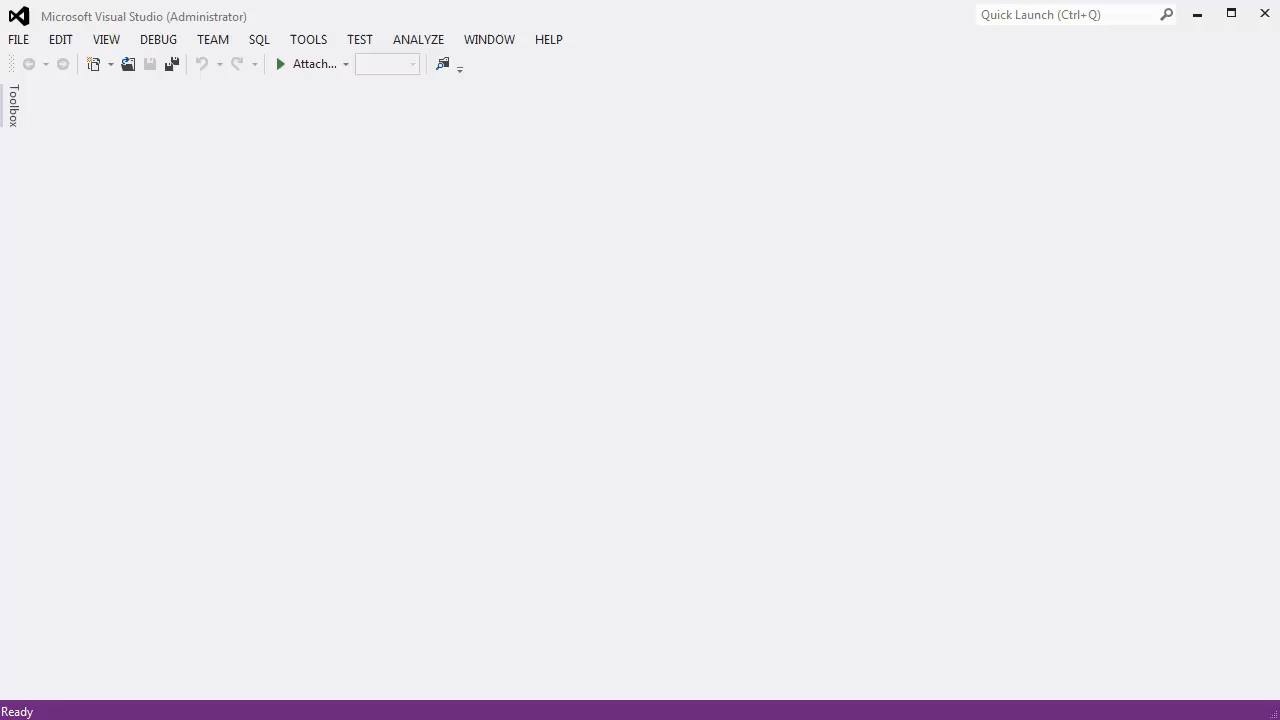 Microsoft Visual Studio (Administrator)
Quick Launch (Ctrl+Q)
FILE EDIT VIEW DEBUG TEAM SQL TOOLS TEST ANALYZE WINDOW HELP
Attach...
Toolbox
Ready